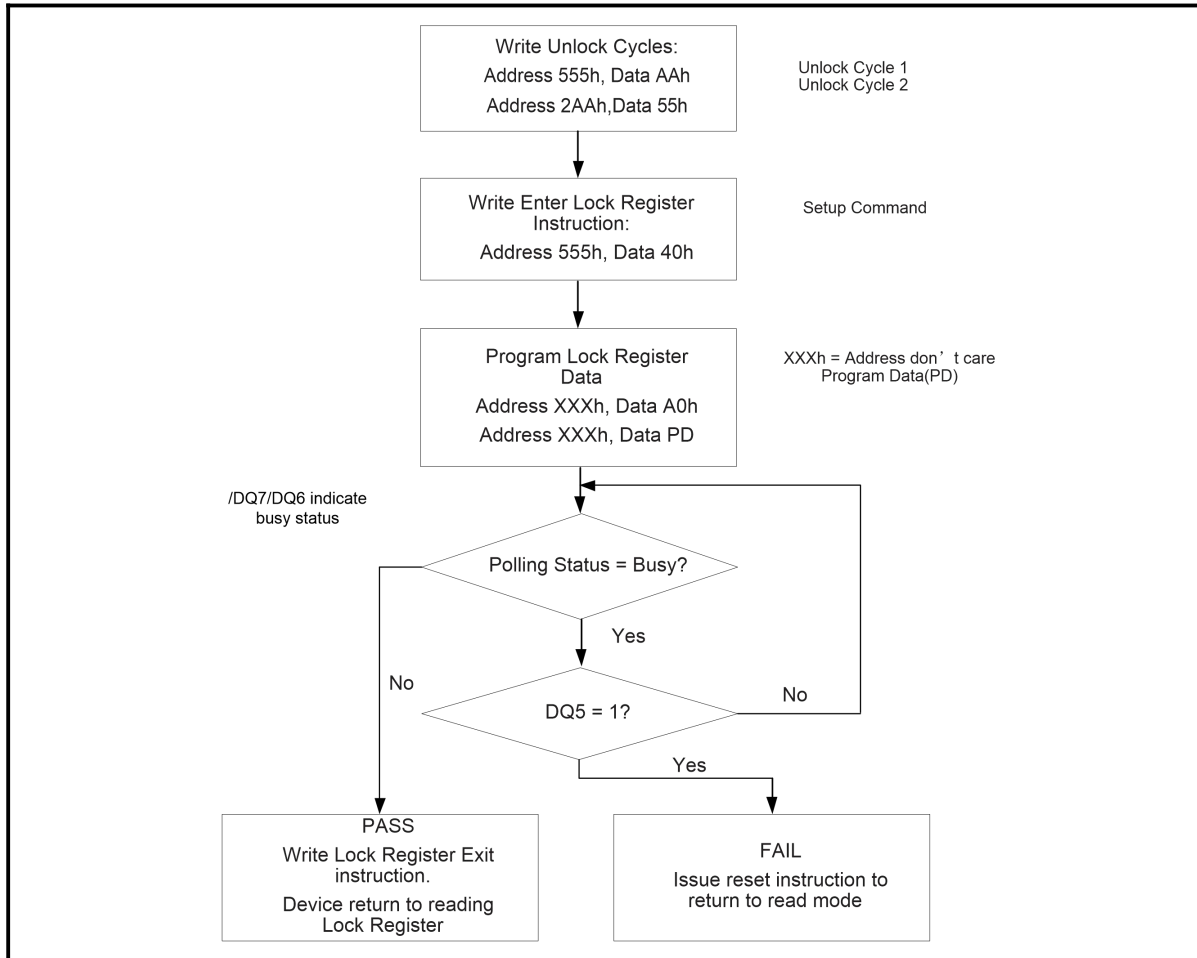 Write Unlock Cycles:
Address 555h, Data AAh
Address 2AAh,Data 55h
Unlock Cycle 1
Unlock Cycle 2
Write Enter Lock Register
Instruction:
Address 555h, Data 40h
Setup Command
Program Lock Register
Data
Address XXXh, Data A0h
Address XXXh, Data PD
XXXh = Address don’t care
Program Data(PD)
/DQ7/DQ6 indicate
busy status
Polling Status = Busy?
Yes
No
DQ5 = 1?
No
Yes
PASS
Write Lock Register Exit
instruction.
Device return to reading
Lock Register
FAIL
Issue reset instruction to
return to read mode